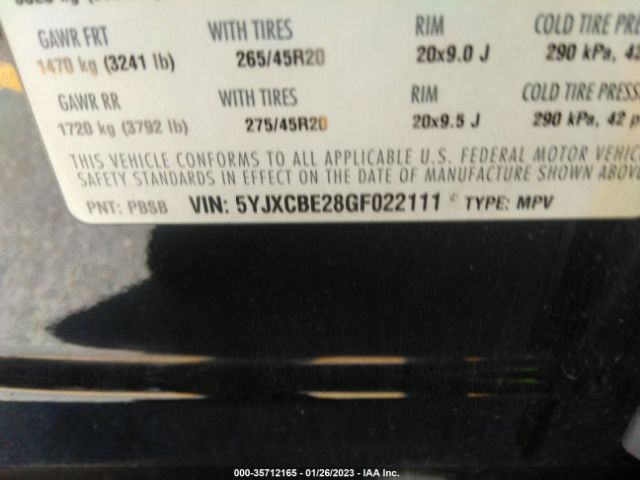 GAWR FRT WITH TIRES RIM COLD TIRE PRE
1470 kg (3241 lb) 265/45R20 20x9.0 J 290 kPa, 42
GAWR RR WITH TIRES RIM COLD TIRE PRESS
1720 kg (3792 lb) 275/45R20 20x9.5 J 290 kPa, 42 p
THIS VEHICLE CONFORMS TO ALL APPLICABLE U.S. FEDERAL MOTOR VEHIC
SAFETY STANDARDS IN EFFECT ON THE DATE OF MANUFACTURE SHOWN ABOVE
PNT: PBSB VIN: 5YJXCBE28GF022111 TYPE: MPV
000-35712165 - 01/26/2023 - IAA Inc.